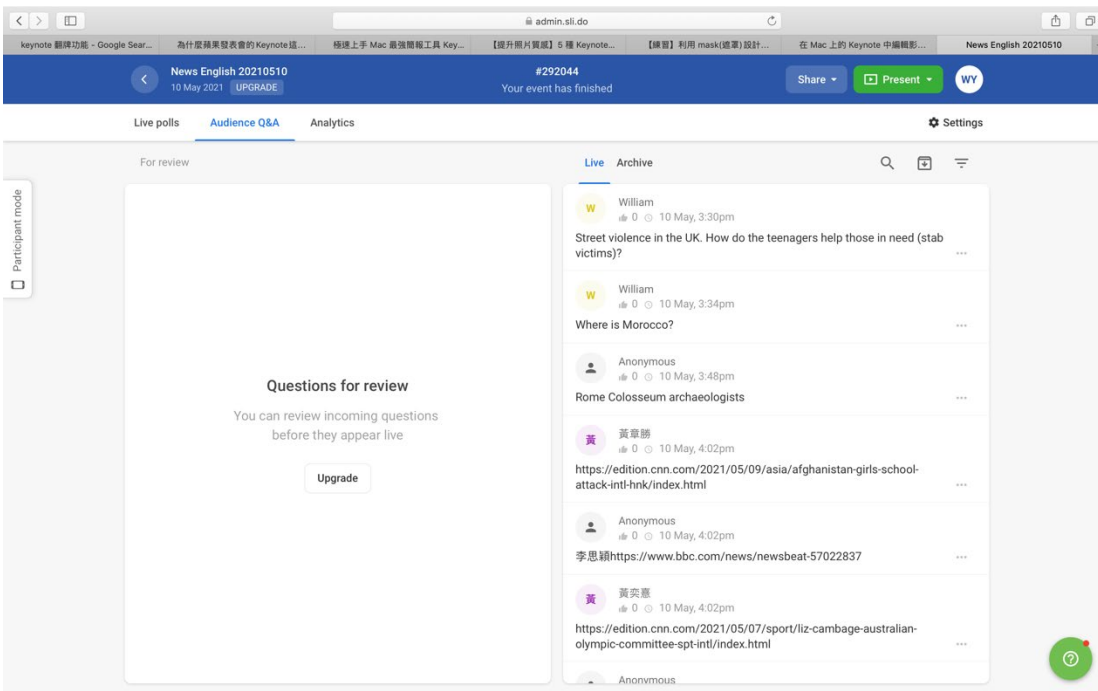 admin.sli.do
keynote 翻牌功能 - Google Sear...
為什麼蘋果發表會的 Keynote 這...
極速上手 Mac 最強簡報工具 Key...
【提升照片質感】5 種 Keynote...
【練習】利用 mask(遮罩) 設計...
在 Mac 上的 Keynote 中編輯影...
News English 20210510
News English 20210510
10 May 2021 UPGRADE
#292044
Your event has finished
Share
Present
WY
Live polls
Audience Q&A
Analytics
Settings
Participant mode
For review
Questions for review
You can review incoming questions
before they appear live
Upgrade
Live Archive
W
William
0 10 May, 3:30pm
Street violence in the UK. How do the teenagers help those in need (stab
victims)?
W
William
0 10 May, 3:34pm
Where is Morocco?
Anonymous
0 10 May, 3:48pm
Rome Colosseum archaeologists
黃
黃章勝
0 10 May, 4:02pm
https://edition.cnn.com/2021/05/09/asia/afghanistan-girls-school-
attack-intl-hnk/index.html
Anonymous
0 10 May, 4:02pm
李思穎https://www.bbc.com/news/newsbeat-57022837
黃
黃奕憙
0 10 May, 4:02pm
https://edition.cnn.com/2021/05/07/sport/liz-cambage-australian-
olympic-committee-spt-intl/index.html
Anonymous